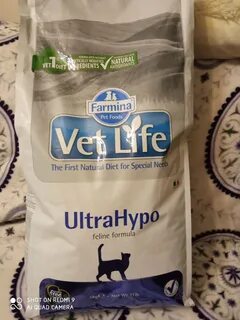 NATURAL
Farmina
Pet Foods
Vet Life
The First Natural Diet for Special Need
UltraHypo
feline formula
SHOT ON REDMI 9
AI QUAD CAMERA